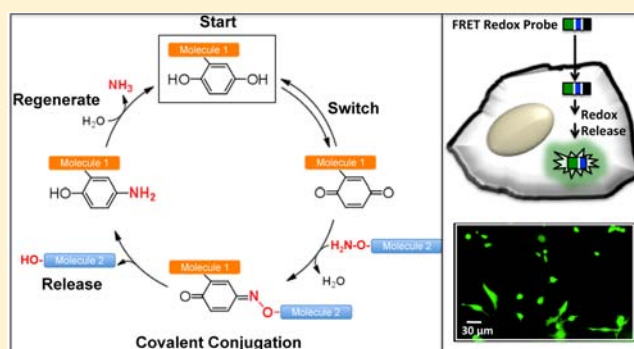 Start
Molecule 1
HO
OH
Switch
Molecule 1
O
O
H₂N-O-Molecule 2
H₂O
Molecule 1
O
N
O
Molecule 2
Covalent Conjugation
HO-Molecule 2
Release
Molecule 1
HO
NH₂
Regenerate
NH₃
H₂O
FRET Redox Probe
Redox
Release
30 μm